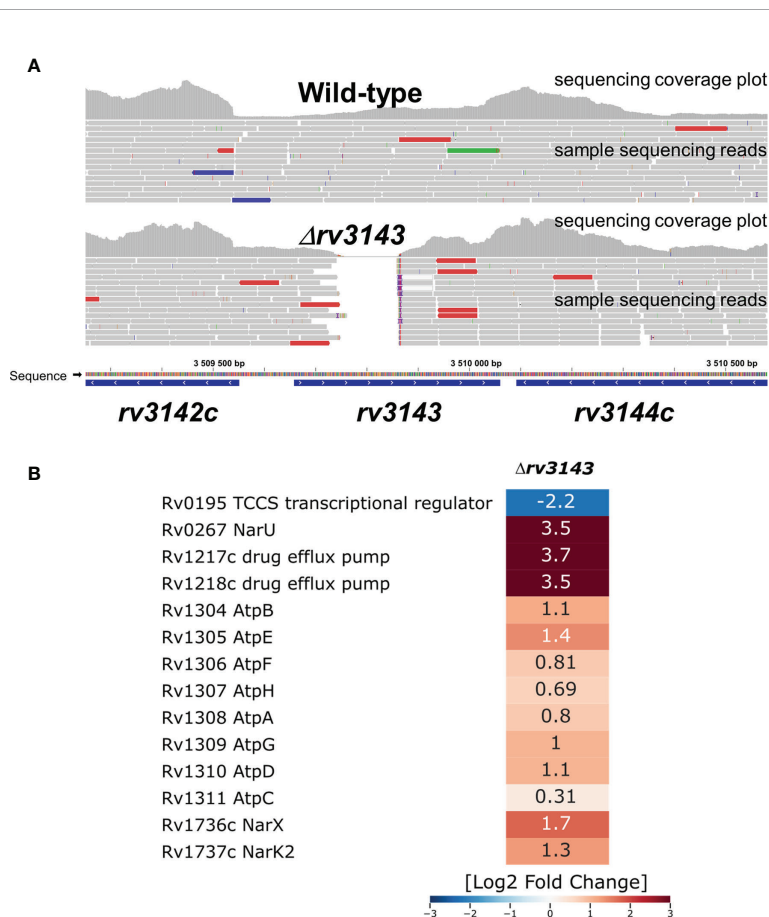 A
sequencing coverage plot
Wild-type
sample sequencing reads
sequencing coverage plot
Δrv3143
sample sequencing reads
3 509 500 bp 3 510 000 bp 3 510 500 bp
Sequence
rv3142c rv3143 rv3144c
B
Δrv3143
Rv0195 TCCS transcriptional regulator -2.2
Rv0267 NarU 3.5
Rv1217c drug efflux pump 3.7
Rv1218c drug efflux pump 3.5
Rv1304 AtpB 1.1
Rv1305 AtpE 1.4
Rv1306 AtpF 0.81
Rv1307 AtpH 0.69
Rv1308 AtpA 0.8
Rv1309 AtpG 1
Rv1310 AtpD 1.1
Rv1311 AtpC 0.31
Rv1736c NarX 1.7
Rv1737c NarK2 1.3
[Log2 Fold Change]
−3 −2 −1 0 1 2 3